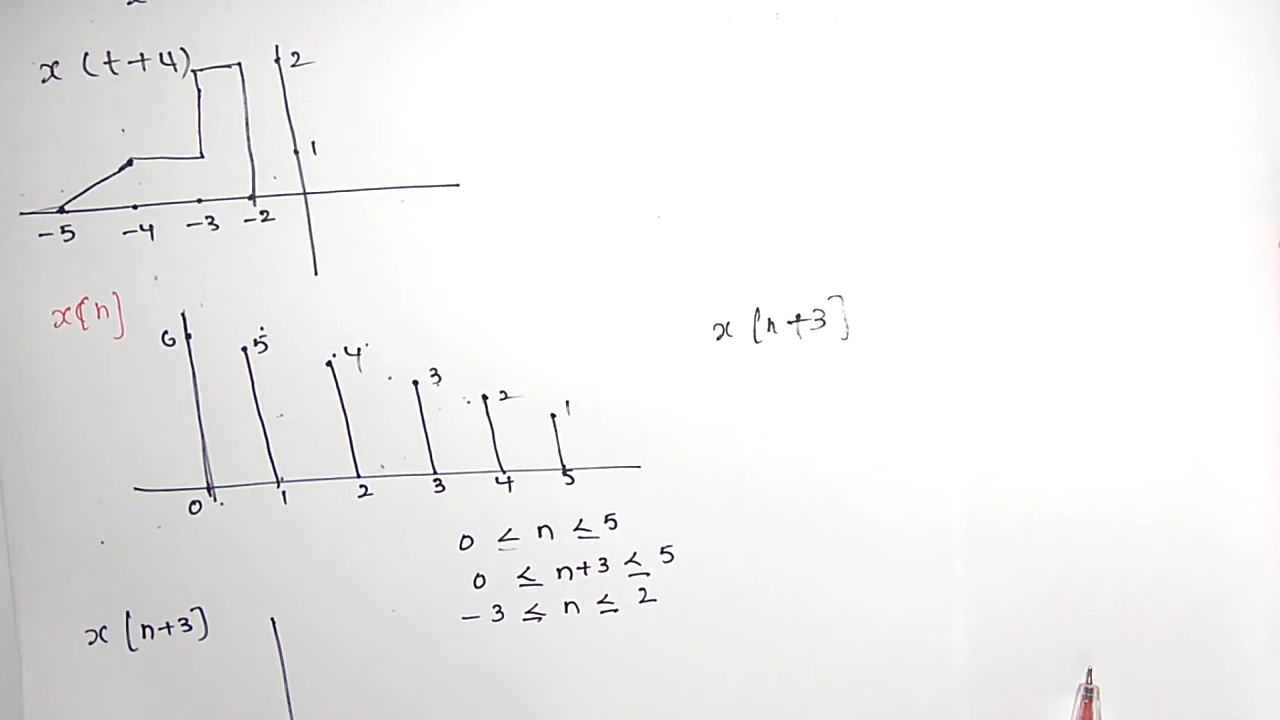 x (t+4)
2
1
-5 -4 -3 -2
x[n]
x [n+3]
6 5 4 3 2 1
0 1 2 3 4 5
0 ≤ n ≤ 5
0 ≤ n+3 ≤ 5
-3 ≤ n ≤ 2
x [n+3]